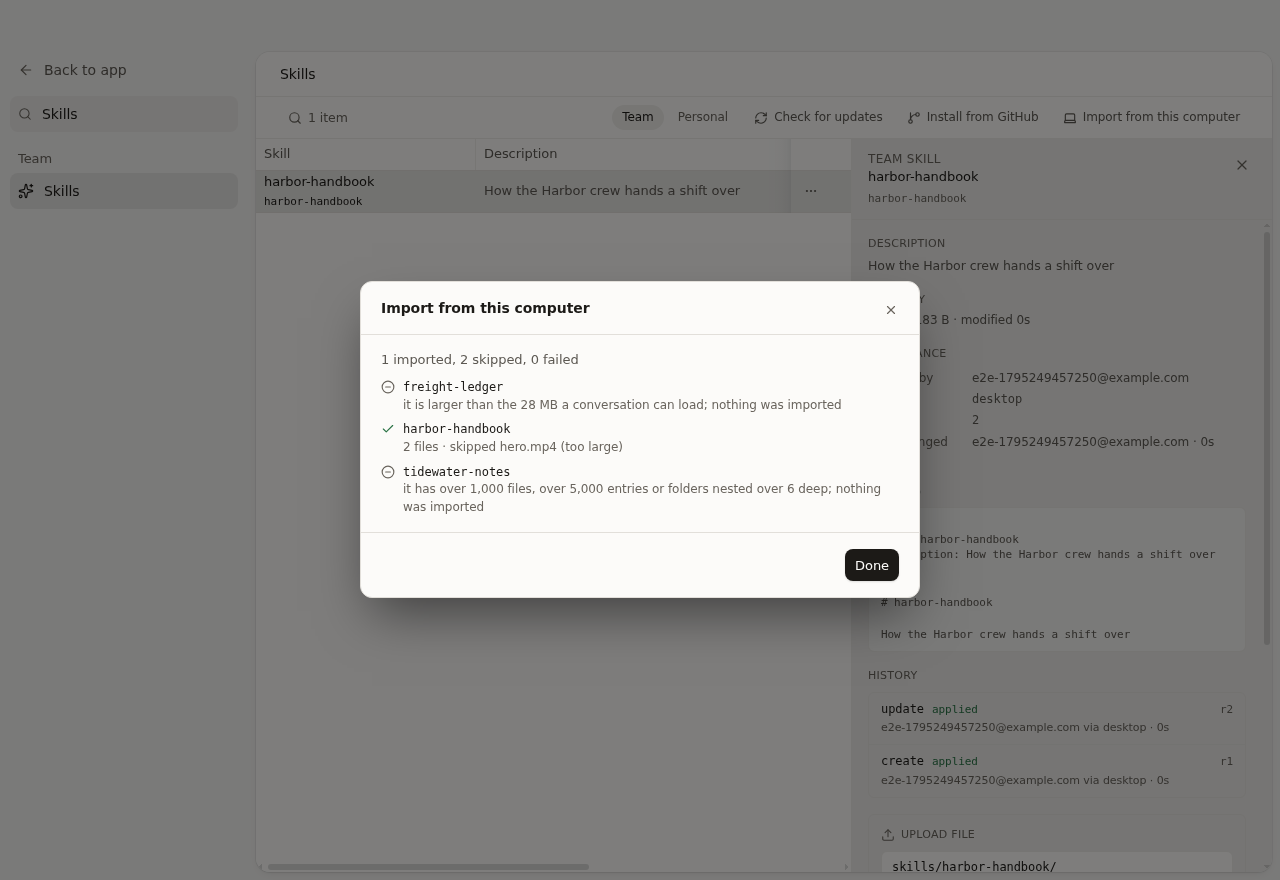 Back to app
Skills
Team
Skills
Skills
1 item
Team
Personal
Check for updates
Install from GitHub
Import from this computer
Skill
Description
harbor-handbook
harbor-handbook
How the Harbor crew hands a shift over
TEAM SKILL
harbor-handbook
harbor-handbook
DESCRIPTION
How the Harbor crew hands a shift over
83 B · modified 0s
by
e2e-1795249457250@example.com
desktop
2
e2e-1795249457250@example.com · 0s
Import from this computer
1 imported, 2 skipped, 0 failed
freight-ledger
it is larger than the 28 MB a conversation can load; nothing was imported
harbor-handbook
2 files · skipped hero.mp4 (too large)
tidewater-notes
it has over 1,000 files, over 5,000 entries or folders nested over 6 deep; nothing
was imported
Done
harbor-handbook
How the Harbor crew hands a shift over
# harbor-handbook
How the Harbor crew hands a shift over
HISTORY
update applied
r2
e2e-1795249457250@example.com via desktop · 0s
create applied
r1
e2e-1795249457250@example.com via desktop · 0s
UPLOAD FILE
skills/harbor-handbook/